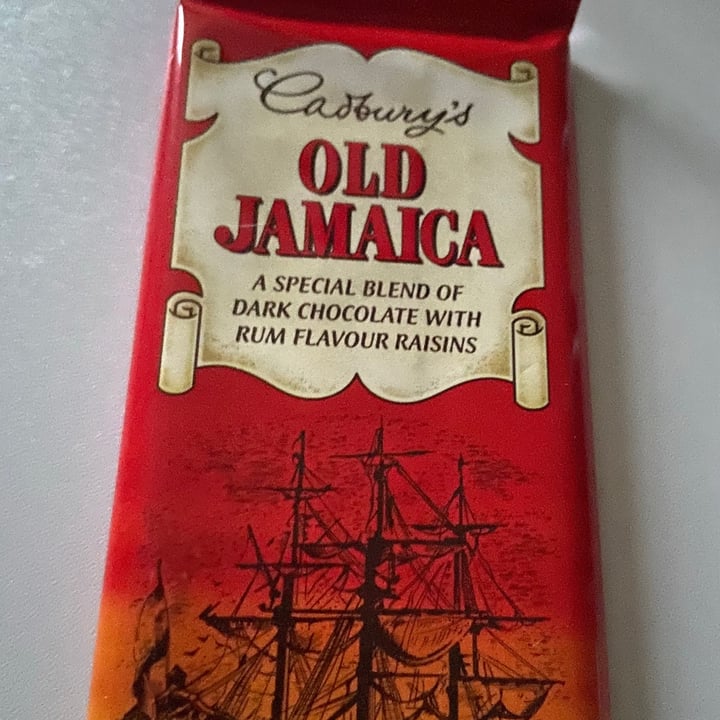 Cadbury's
OLD
JAMAICA
A SPECIAL BLEND OF
DARK CHOCOLATE WITH
RUM FLAVOUR RAISINS